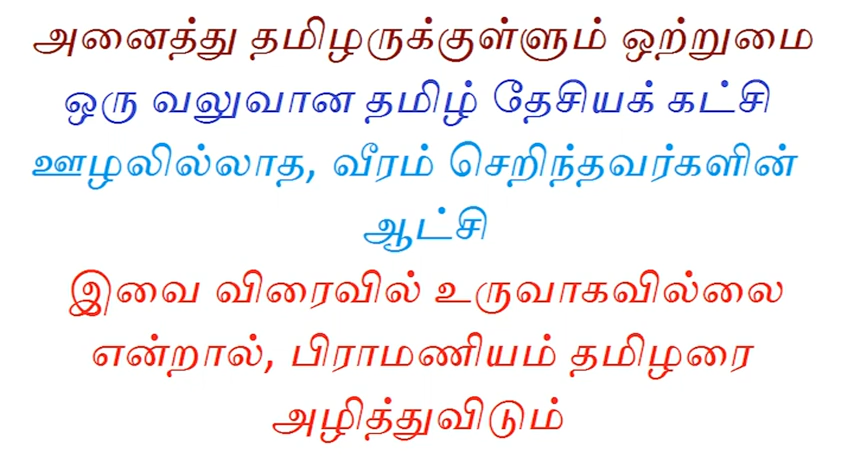 அனைத்து தமிழருக்குள்ளும் ஒற்றுமை
ஒரு வலுவான தமிழ் தேசியக் கட்சி
ஊழலில்லாத, வீரம் செறிந்தவர்களின்
ஆட்சி
இவை விரைவில் உருவாகவில்லை
என்றால், பிராமணியம் தமிழரை
அழித்துவிடும்